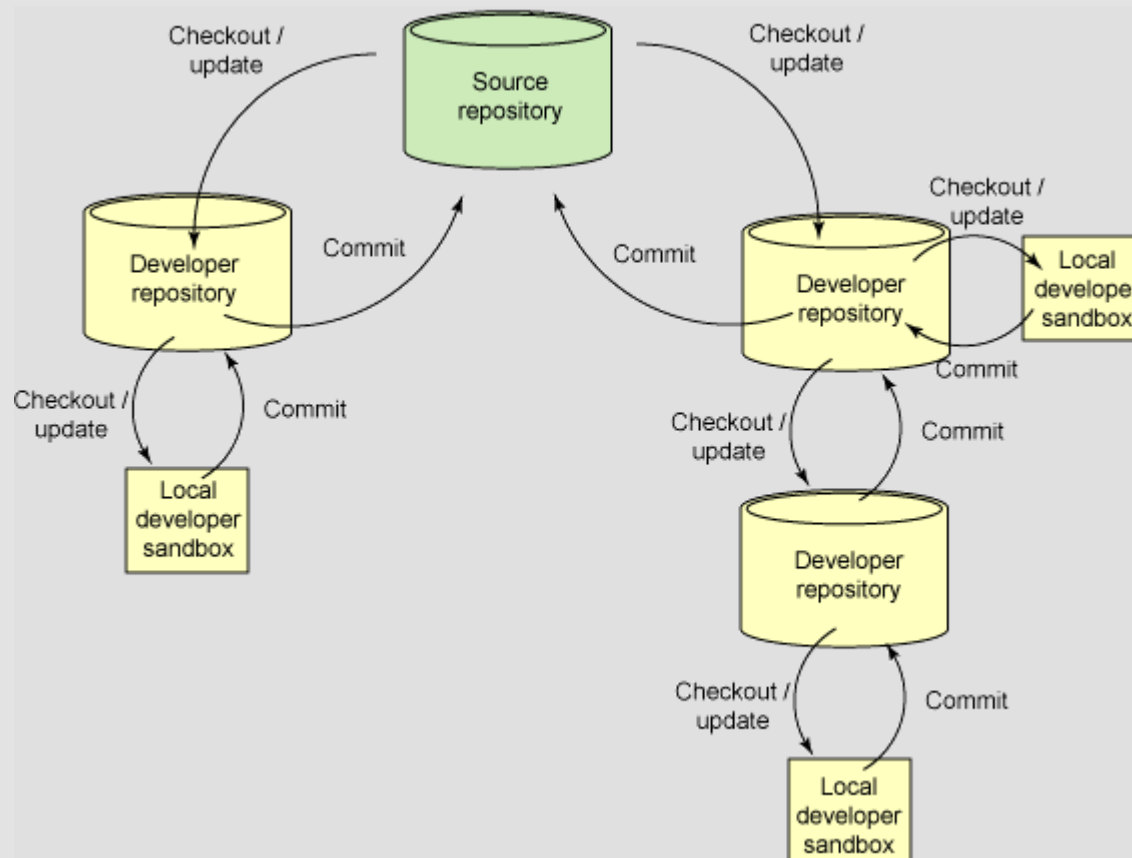 Checkout /
update
Source
repository
Checkout /
update
Developer
repository
Commit
Commit
Developer
repository
Checkout /
update
Local
develope
sandbox
Commit
Checkout /
update
Commit
Local
developer
sandbox
Checkout /
update
Commit
Developer
repository
Checkout /
update
Commit
Local
developer
sandbox